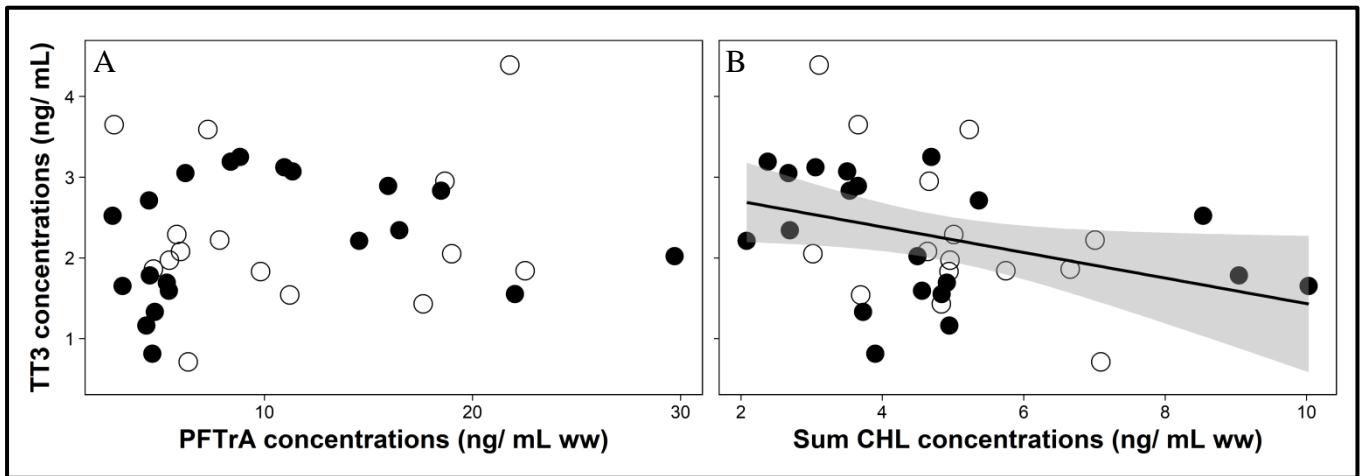 A
B
TT3 concentrations (ng/ mL)
4
3
2
1
10
20
30
2
4
6
8
10
PFTrA concentrations (ng/ mL ww)
Sum CHL concentrations (ng/ mL ww)